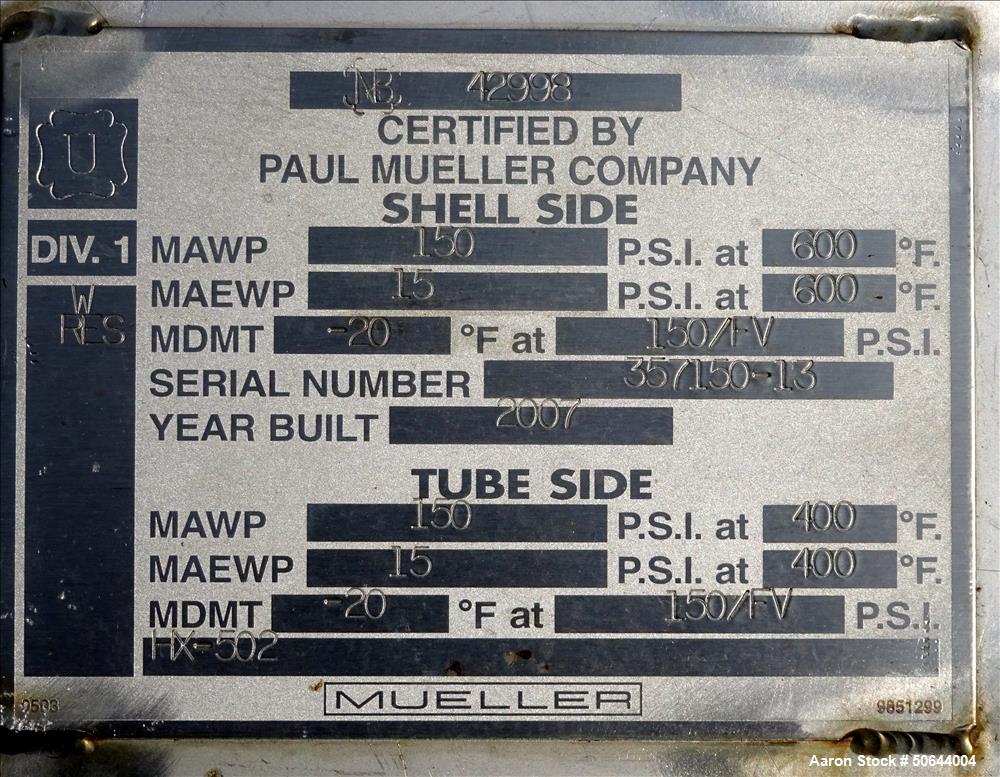 NB 42998
CERTIFIED BY
PAUL MUELLER COMPANY
U
SHELL SIDE
DIV. 1
MAWP 150 P.S.I. at 600 °F.
MAEWP 15 P.S.I. at 600 °F.
W
RES
MDMT -20 °F at 150/FV P.S.I.
SERIAL NUMBER 357150-13
YEAR BUILT 2007
TUBE SIDE
MAWP 150 P.S.I. at 400 °F.
MAEWP 15 P.S.I. at 400 °F.
MDMT -20 °F at 150/FV P.S.I.
HX-502
MUELLER
0503 9851299
Aaron Stock # 50644004